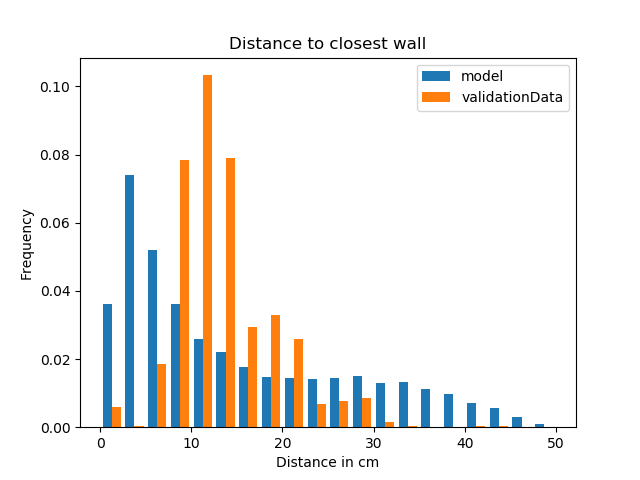 Distance to closest wall
model
validationData
Frequency
0.10
0.08
0.06
0.04
0.02
0.00
0 10 20 30 40 50
Distance in cm